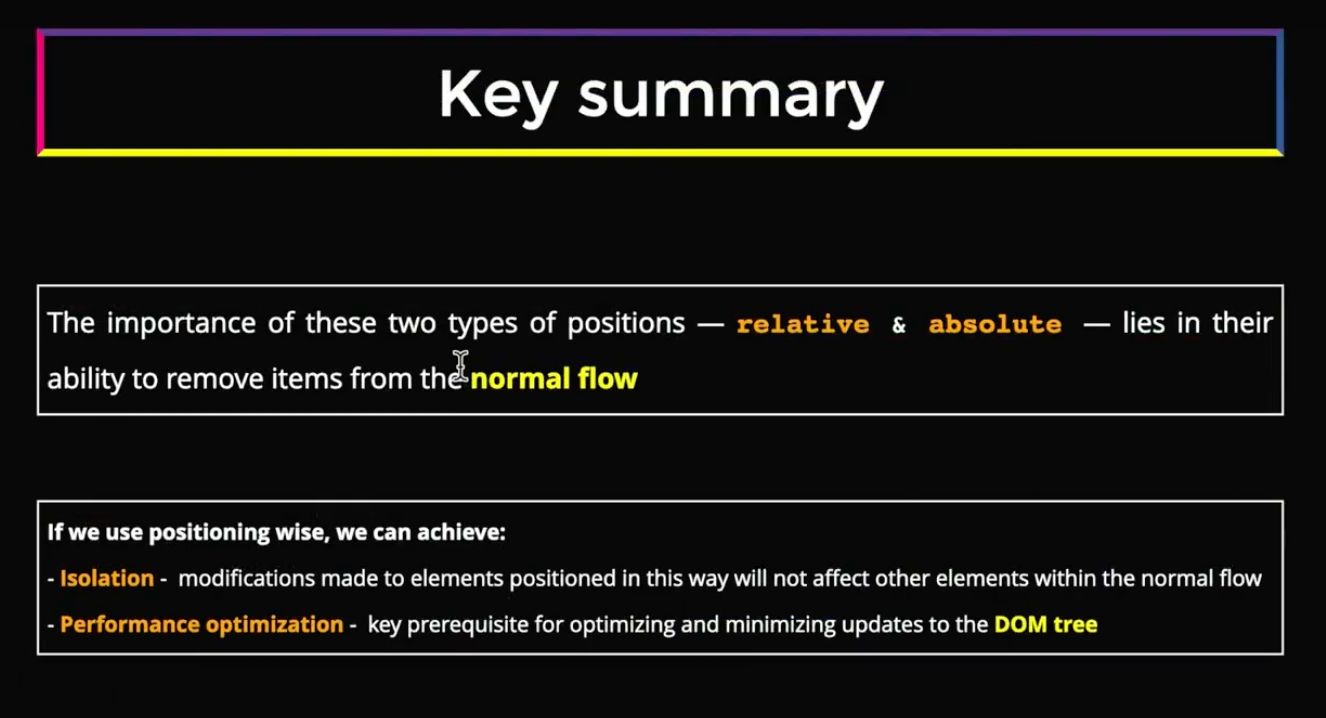 Key summary
The importance of these two types of positions — relative & absolute — lies in their
ability to remove items from the normal flow
If we use positioning wise, we can achieve:
- Isolation - modifications made to elements positioned in this way will not affect other elements within the normal flow
- Performance optimization - key prerequisite for optimizing and minimizing updates to the DOM tree